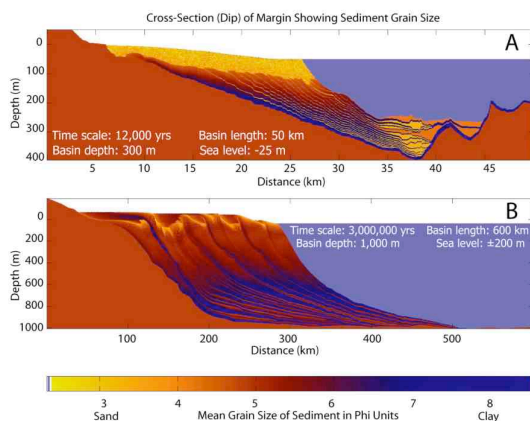 Cross-Section (Dip) of Margin Showing Sediment Grain Size
A
0
100
200
300
400
Depth (m)
Time scale: 12,000 yrs Basin length: 50 km
Basin depth: 300 m Sea level: -25 m
5 10 15 20 25 30 35 40 45
Distance (km)
B
0
200
400
600
800
1000
Depth (m)
Time scale: 3,000,000 yrs Basin length: 600 km
Basin depth: 1,000 m Sea level: ±200 m
100 200 300 400 500
Distance (km)
3 4 5 6 7 8
Sand Mean Grain Size of Sediment in Phi Units Clay